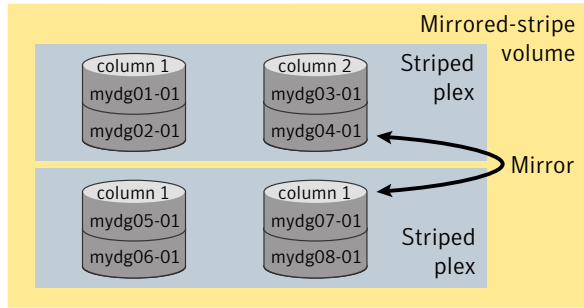 Mirrored-stripe
volume
column 1
mydg01-01
mydg02-01
column 2
mydg03-01
mydg04-01
Striped
plex
Mirror
column 1
mydg05-01
mydg06-01
column 1
mydg07-01
mydg08-01
Striped
plex